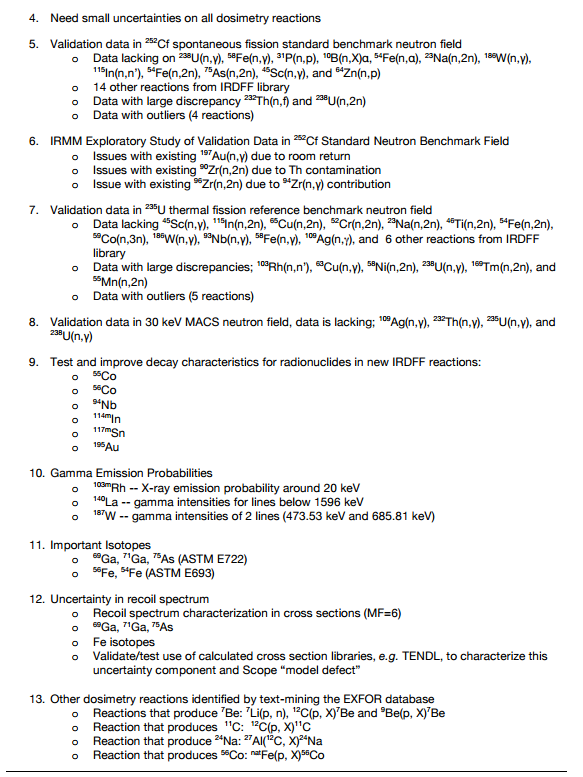 4. Need small uncertainties on all dosimetry reactions
5. Validation data in ²⁵²Cf spontaneous fission standard benchmark neutron field
o Data lacking on ²³⁸U(n,γ), ⁵⁸Fe(n,γ), ³¹P(n,p), ¹⁰B(n,X)α, ⁵⁴Fe(n,α), ²³Na(n,2n), ¹⁸⁶W(n,γ),
¹¹⁵In(n,n'), ⁵⁴Fe(n,2n), ⁷⁵As(n,2n), ⁴⁵Sc(n,γ), and ⁶⁴Zn(n,p)
o 14 other reactions from IRDFF library
o Data with large discrepancy ²³²Th(n,f) and ²³⁸U(n,2n)
o Data with outliers (4 reactions)
6. IRMM Exploratory Study of Validation Data in ²⁵²Cf Standard Neutron Benchmark Field
o Issues with existing ¹⁹⁷Au(n,γ) due to room return
o Issues with existing ⁹⁰Zr(n,2n) due to Th contamination
o Issue with existing ⁹⁶Zr(n,2n) due to ⁹⁴Zr(n,γ) contribution
7. Validation data in ²³⁵U thermal fission reference benchmark neutron field
o Data lacking ⁴⁵Sc(n,γ), ¹¹⁵In(n,2n), ⁶⁵Cu(n,2n), ⁵²Cr(n,2n), ²³Na(n,2n), ⁴⁶Ti(n,2n), ⁵⁴Fe(n,2n),
⁵⁹Co(n,3n), ¹⁸⁶W(n,γ), ⁹³Nb(n,γ), ⁵⁸Fe(n,γ), ¹⁰⁹Ag(n,γ), and 6 other reactions from IRDFF
library
o Data with large discrepancies; ¹⁰³Rh(n,n'), ⁶³Cu(n,γ), ⁵⁸Ni(n,2n), ²³⁸U(n,γ), ¹⁶⁹Tm(n,2n), and
⁵⁵Mn(n,2n)
o Data with outliers (5 reactions)
8. Validation data in 30 keV MACS neutron field, data is lacking; ¹⁰⁹Ag(n,γ), ²³²Th(n,γ), ²³⁵U(n,γ), and
²³⁸U(n,γ)
9. Test and improve decay characteristics for radionuclides in new IRDFF reactions:
o ⁵⁵Co
o ⁵⁶Co
o ⁹⁴Nb
o ¹¹⁴ᵐIn
o ¹¹⁷ᵐSn
o ¹⁹⁵Au
10. Gamma Emission Probabilities
o ¹⁰³ᵐRh -- X-ray emission probability around 20 keV
o ¹⁴⁰La -- gamma intensities for lines below 1596 keV
o ¹⁸⁷W -- gamma intensities of 2 lines (473.53 keV and 685.81 keV)
11. Important Isotopes
o ⁶⁹Ga, ⁷¹Ga, ⁷⁵As (ASTM E722)
o ⁵⁶Fe, ⁵⁴Fe (ASTM E693)
12. Uncertainty in recoil spectrum
o Recoil spectrum characterization in cross sections (MF=6)
o ⁶⁹Ga, ⁷¹Ga, ⁷⁵As
o Fe isotopes
o Validate/test use of calculated cross section libraries, e.g. TENDL, to characterize this
uncertainty component and Scope “model defect”
13. Other dosimetry reactions identified by text-mining the EXFOR database
o Reactions that produce ⁷Be: ⁷Li(p, n), ¹²C(p, X)⁷Be and ⁹Be(p, X)⁷Be
o Reaction that produces ¹¹C: ¹²C(p, X)¹¹C
o Reaction that produce ²⁴Na: ²⁷Al(¹²C, X)²⁴Na
o Reaction that produces ⁵⁶Co: ⁿᵃᵗFe(p, X)⁵⁶Co